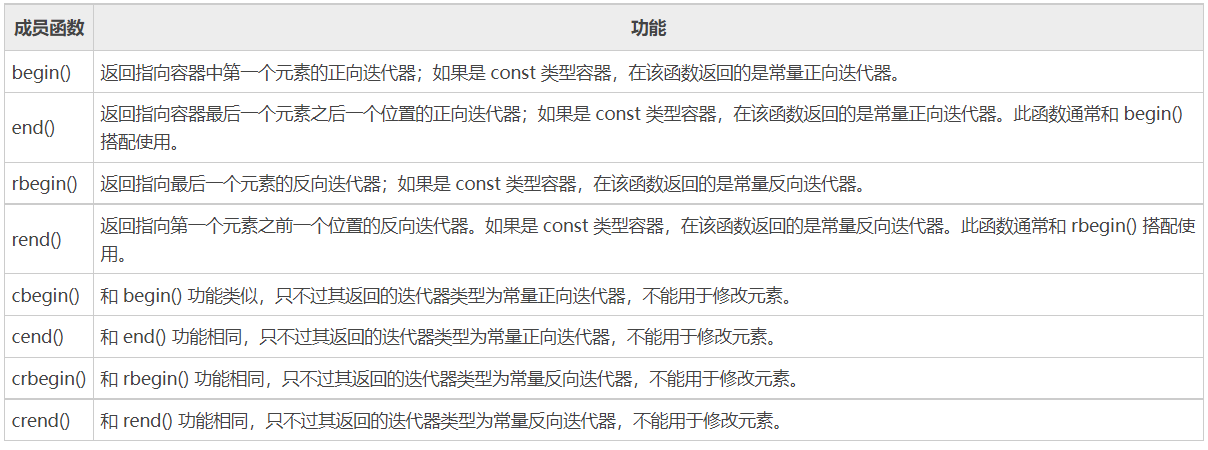 成员函数 功能
begin() 返回指向容器中第一个元素的正向迭代器；如果是 const 类型容器，在该函数返回的是常量正向迭代器。
end() 返回指向容器最后一个元素之后一个位置的正向迭代器；如果是 const 类型容器，在该函数返回的是常量正向迭代器。此函数通常和 begin()
搭配使用。
rbegin() 返回指向最后一个元素的反向迭代器；如果是 const 类型容器，在该函数返回的是常量反向迭代器。
rend() 返回指向第一个元素之前一个位置的反向迭代器。如果是 const 类型容器，在该函数返回的是常量反向迭代器。此函数通常和 rbegin() 搭配使
用。
cbegin() 和 begin() 功能类似，只不过其返回的迭代器类型为常量正向迭代器，不能用于修改元素。
cend() 和 end() 功能相同，只不过其返回的迭代器类型为常量正向迭代器，不能用于修改元素。
crbegin() 和 rbegin() 功能相同，只不过其返回的迭代器类型为常量反向迭代器，不能用于修改元素。
crend() 和 rend() 功能相同，只不过其返回的迭代器类型为常量反向迭代器，不能用于修改元素。